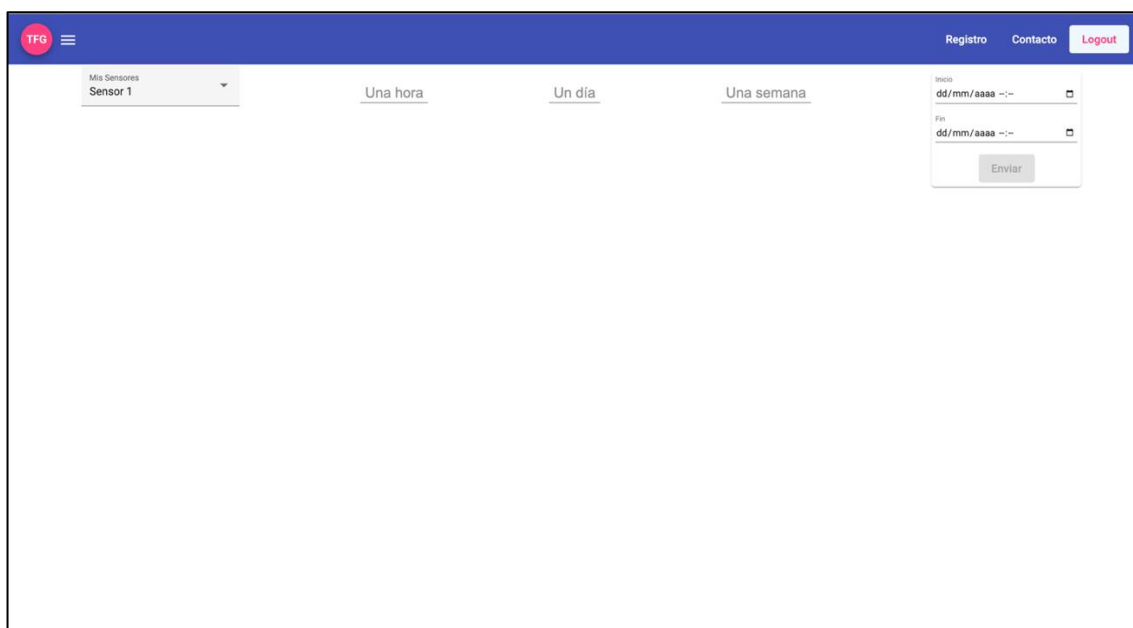 TFG
Registro Contacto Logout
Mis Sensores
Sensor 1
Una hora
Un día
Una semana
Inicio
dd/mm/aaaa --:--
Fin
dd/mm/aaaa --:--
Enviar